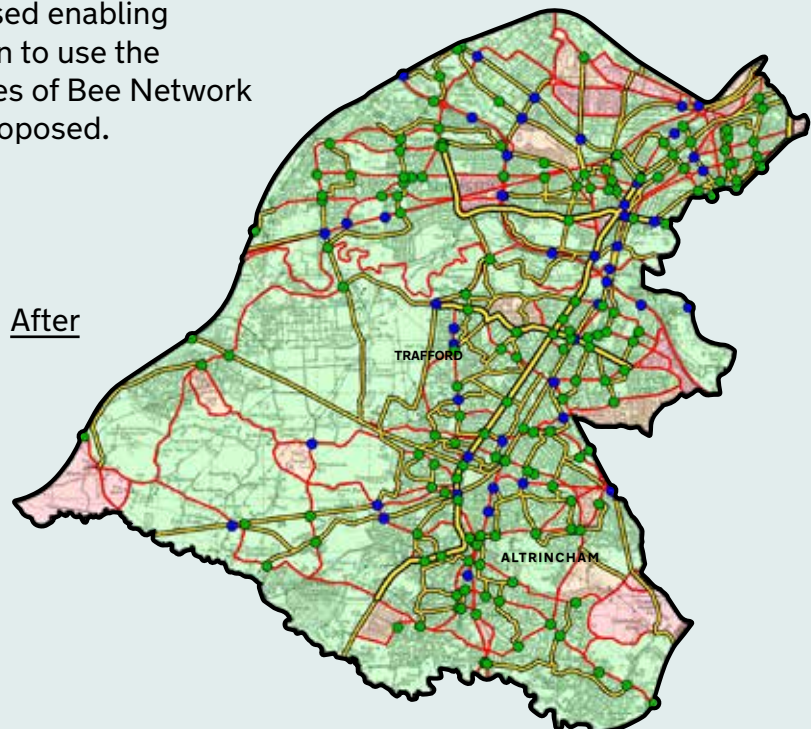 sed enabling
n to use the
es of Bee Network
oposed.
After
TRAFFORD
ALTRINCHAM